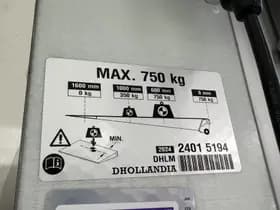 MAX. 750 kg
1600 mm 1000 mm 600 mm 0 mm
0 kg 350 kg 750 kg 750 kg
MIN.
2024 2401 5194
DHLM
DHOLLANDIA